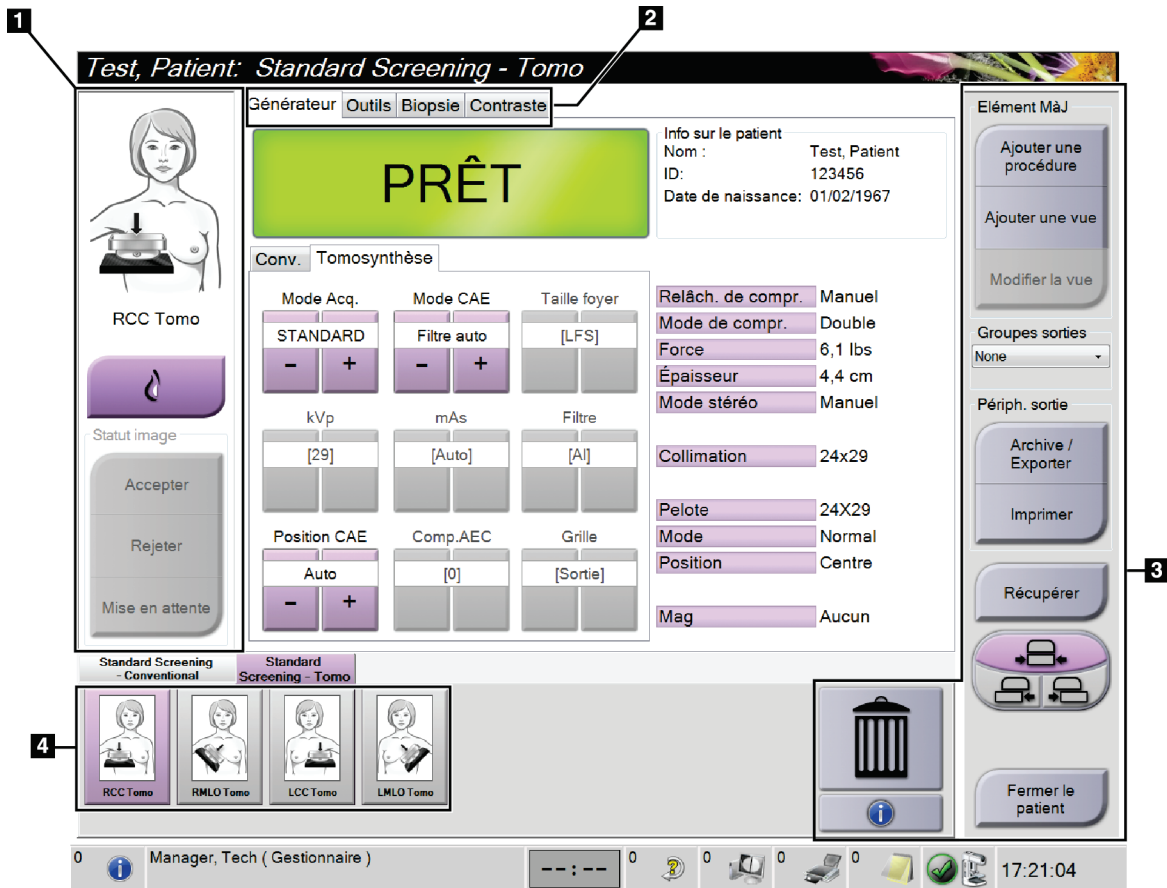 1
2
Test, Patient: Standard Screening - Tomo
Générateur Outils Biopsie Contraste
PRÊT
Info sur le patient
Nom : Test, Patient
ID: 123456
Date de naissance: 01/02/1967
RCC Tomo
Statut image
Accepter
Rejeter
Mise en attente
Conv. Tomosynthèse
Mode Acq. Mode CAE Taille foyer
STANDARD Filtre auto [LFS]
- + - +
kVp mAs Filtre
[29] [Auto] [Al]
Position CAE Comp.AEC Grille
Auto [0] [Sortie]
- +
Relâch. de compr. Manuel
Mode de compr. Double
Force 6,1 lbs
Épaisseur 4,4 cm
Mode stéréo Manuel
Collimation 24x29
Pelote 24X29
Mode Normal
Position Centre
Mag Aucun
Elément MàJ
Ajouter une
procédure
Ajouter une vue
Modifier la vue
Groupes sorties
None
Périph. sortie
Archive /
Exporter
Imprimer
3
Récupérer
Fermer le
patient
Standard Screening
- Conventional
Standard
Screening - Tomo
4
RCC Tomo RMLO Tomo LCC Tomo LMLO Tomo
i
0 i Manager, Tech ( Gestionnaire ) --:-- 0 ? 0 0 0 17:21:04